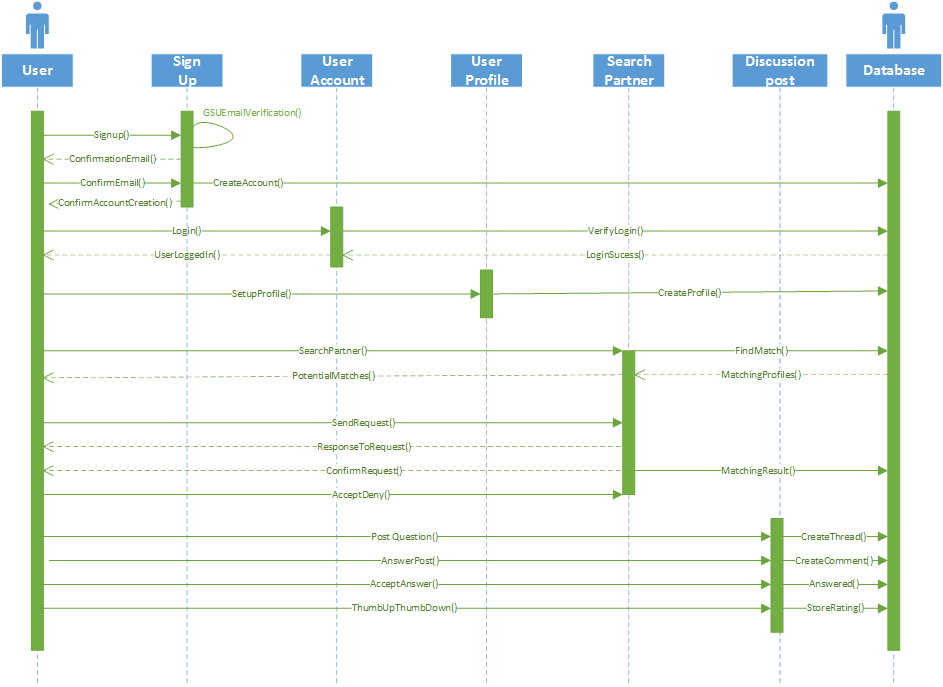 User
Sign
Up
User
Account
User
Profile
Search
Partner
Discussion
post
Database
GSUEmailVerification()
Signup()
ConfirmationEmail()
ConfirmEmail()
CreateAccount()
ConfirmAccountCreation()
Login()
VerifyLogin()
UserLoggedIn()
LoginSucess()
SetupProfile()
CreateProfile()
SearchPartner()
FindMatch()
PotentialMatches()
MatchingProfiles()
SendRequest()
ResponseToRequest()
ConfirmRequest()
MatchingResult()
AcceptDeny()
Post Question()
CreateThread()
AnswerPost()
CreateComment()
AcceptAnswer()
Answered()
ThumbUpThumbDown()
StoreRating()